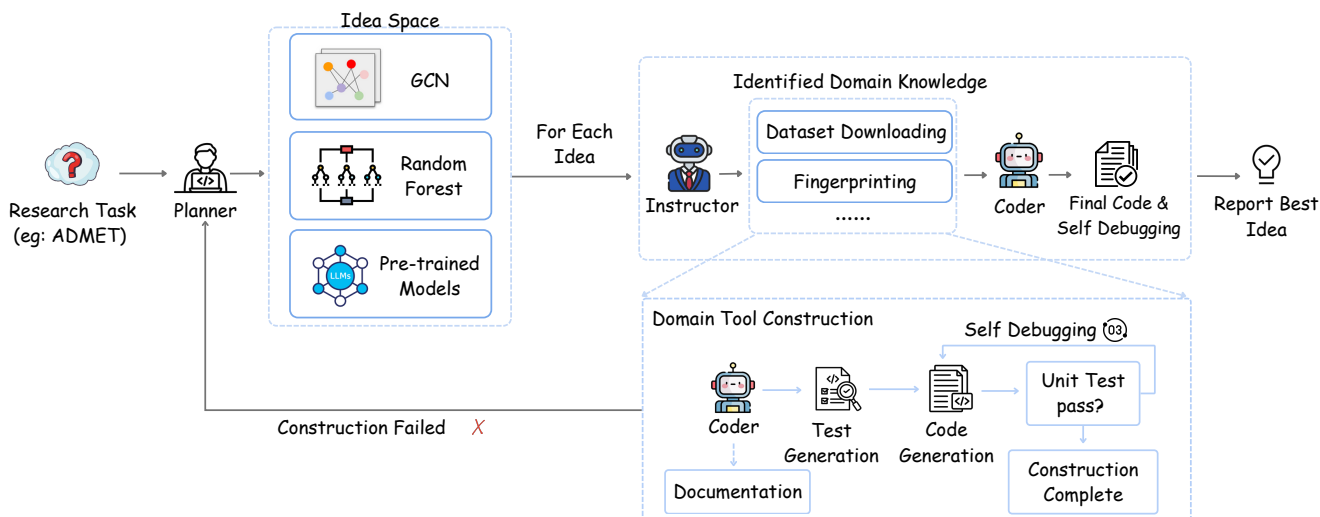 Idea Space
GCN
Random
Forest
LLMs
Pre-trained
Models
Research Task
(eg: ADMET)
Planner
For Each
Idea
Identified Domain Knowledge
Dataset Downloading
Fingerprinting
......
Instructor
Coder
Final Code &
Self Debugging
Report Best
Idea
Domain Tool Construction
Self Debugging
03
Coder
Test
Generation
Code
Generation
Unit Test
pass?
Documentation
Construction
Complete
Construction Failed X